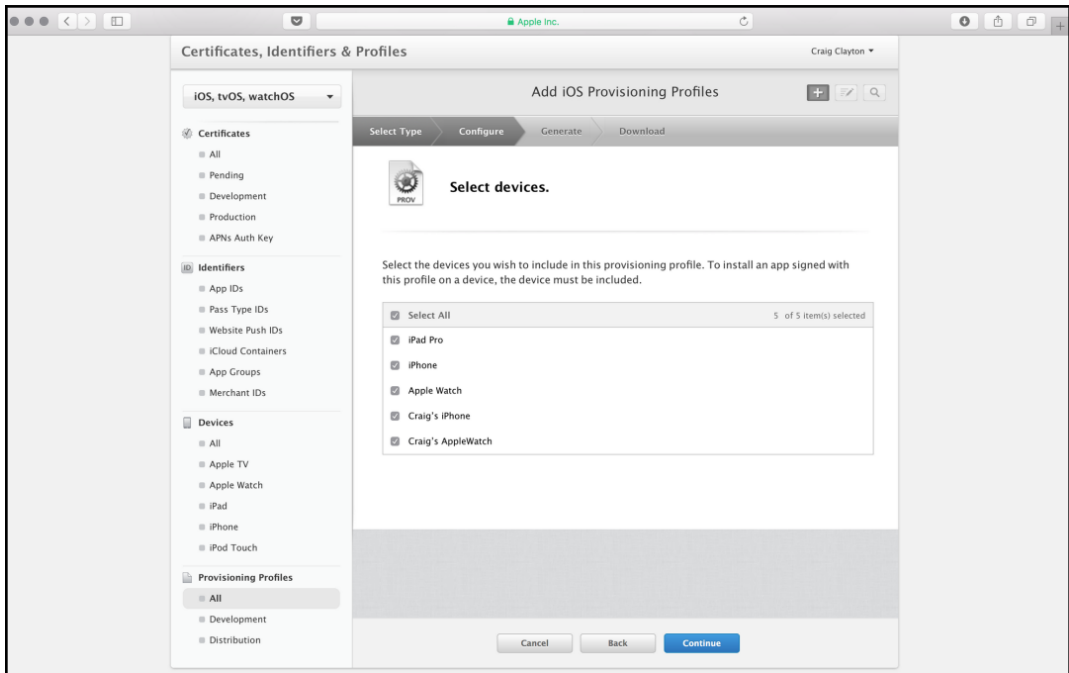 Apple Inc.
Certificates, Identifiers & Profiles
Craig Clayton
iOS, tvOS, watchOS
Certificates
All
Pending
Development
Production
APNs Auth Key
ID Identifiers
App IDs
Pass Type IDs
Website Push IDs
iCloud Containers
App Groups
Merchant IDs
Devices
All
Apple TV
Apple Watch
iPad
iPhone
iPod Touch
Provisioning Profiles
All
Development
Distribution
Add iOS Provisioning Profiles
Select Type
Configure
Generate
Download
PROV
Select devices.
Select the devices you wish to include in this provisioning profile. To install an app signed with
this profile on a device, the device must be included.
Select All
5 of 5 item(s) selected
iPad Pro
iPhone
Apple Watch
Craig's iPhone
Craig's AppleWatch
Cancel
Back
Continue